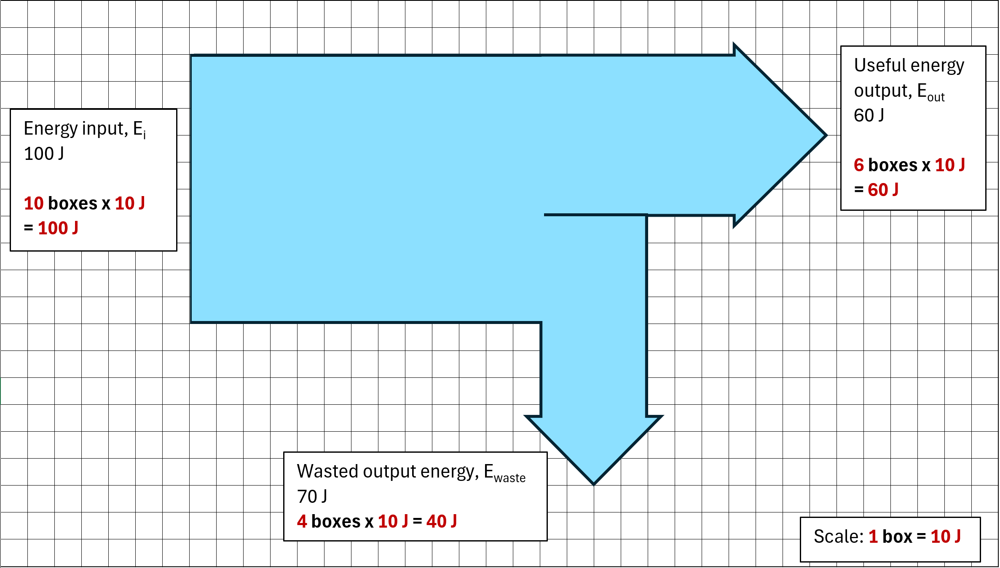 Energy input, Ei
100 J
10 boxes x 10 J
= 100 J
Useful energy
output, Eout
60 J
6 boxes x 10 J
= 60 J
Wasted output energy, Ewaste
70 J
4 boxes x 10 J = 40 J
Scale: 1 box = 10 J